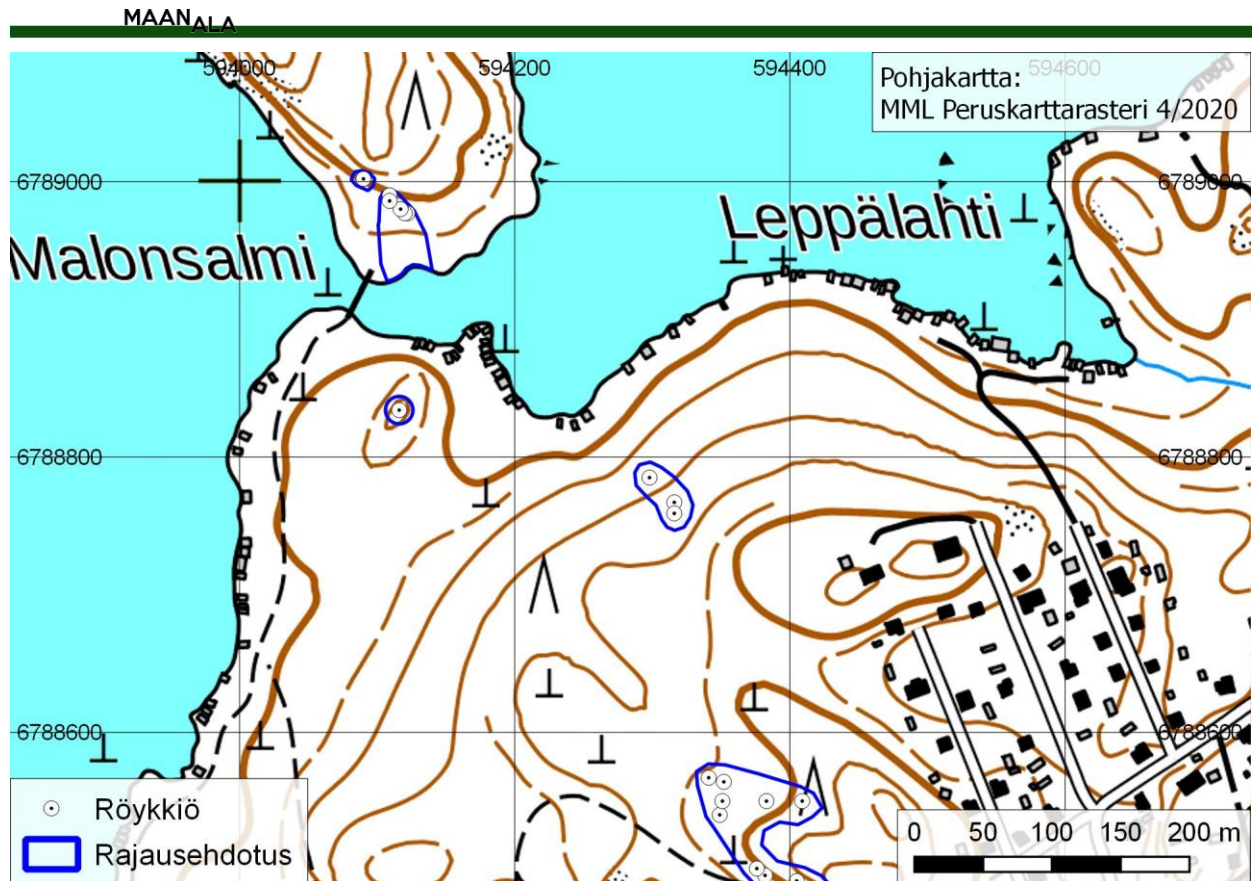 MAANALA
594000
594200
594400
594600
Pohjakartta:
MML Peruskarttarasteri 4/2020
6789000
6789000
Malonsalmi
Leppälahti
6788800
6788800
6788600
6788600
Röykkiö
Rajausehdotus
0 50 100 150 200 m